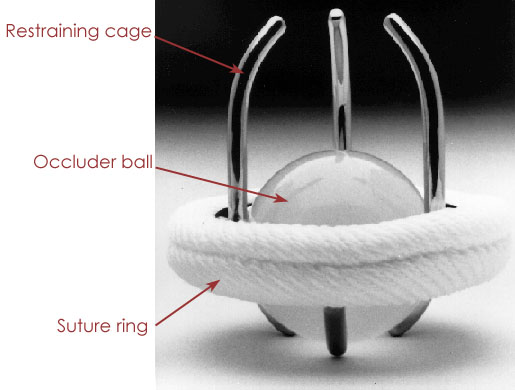 Restraining cage
Occluder ball
Suture ring